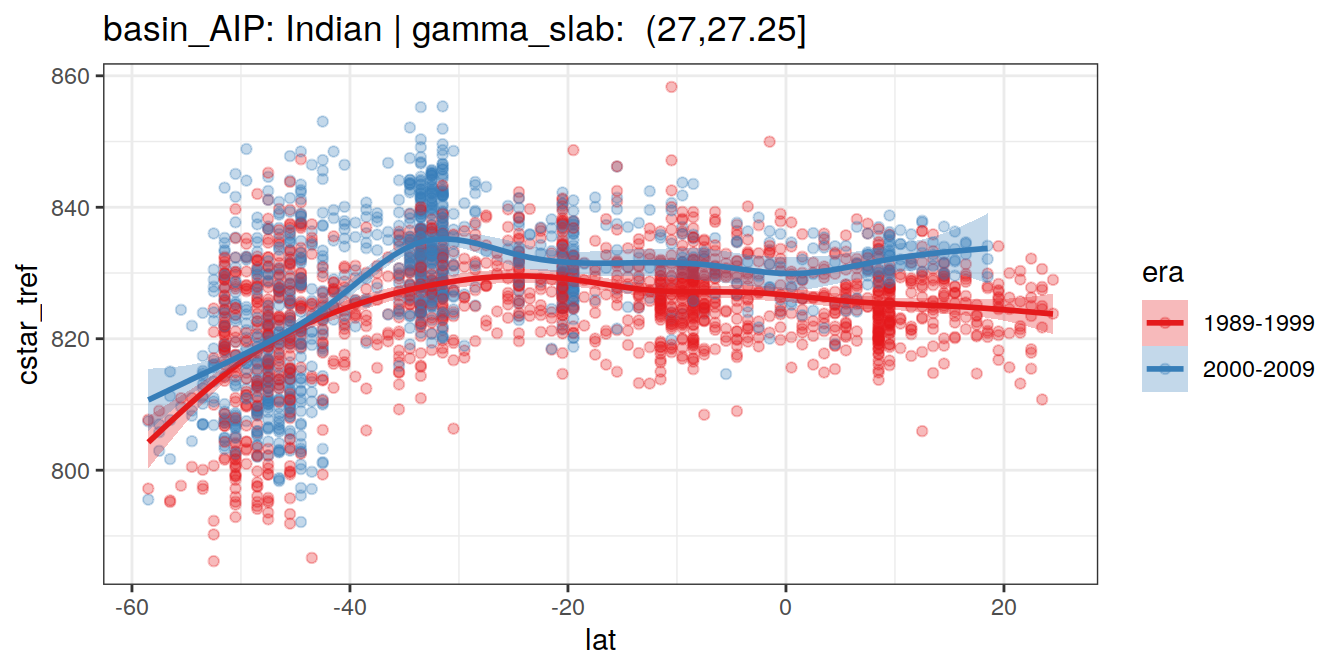 basin_AIP: Indian | gamma_slab:  (27,27.25]
860
840
820
800
cstar_tref
-60
-40
-20
0
20
lat
era
1989-1999
2000-2009